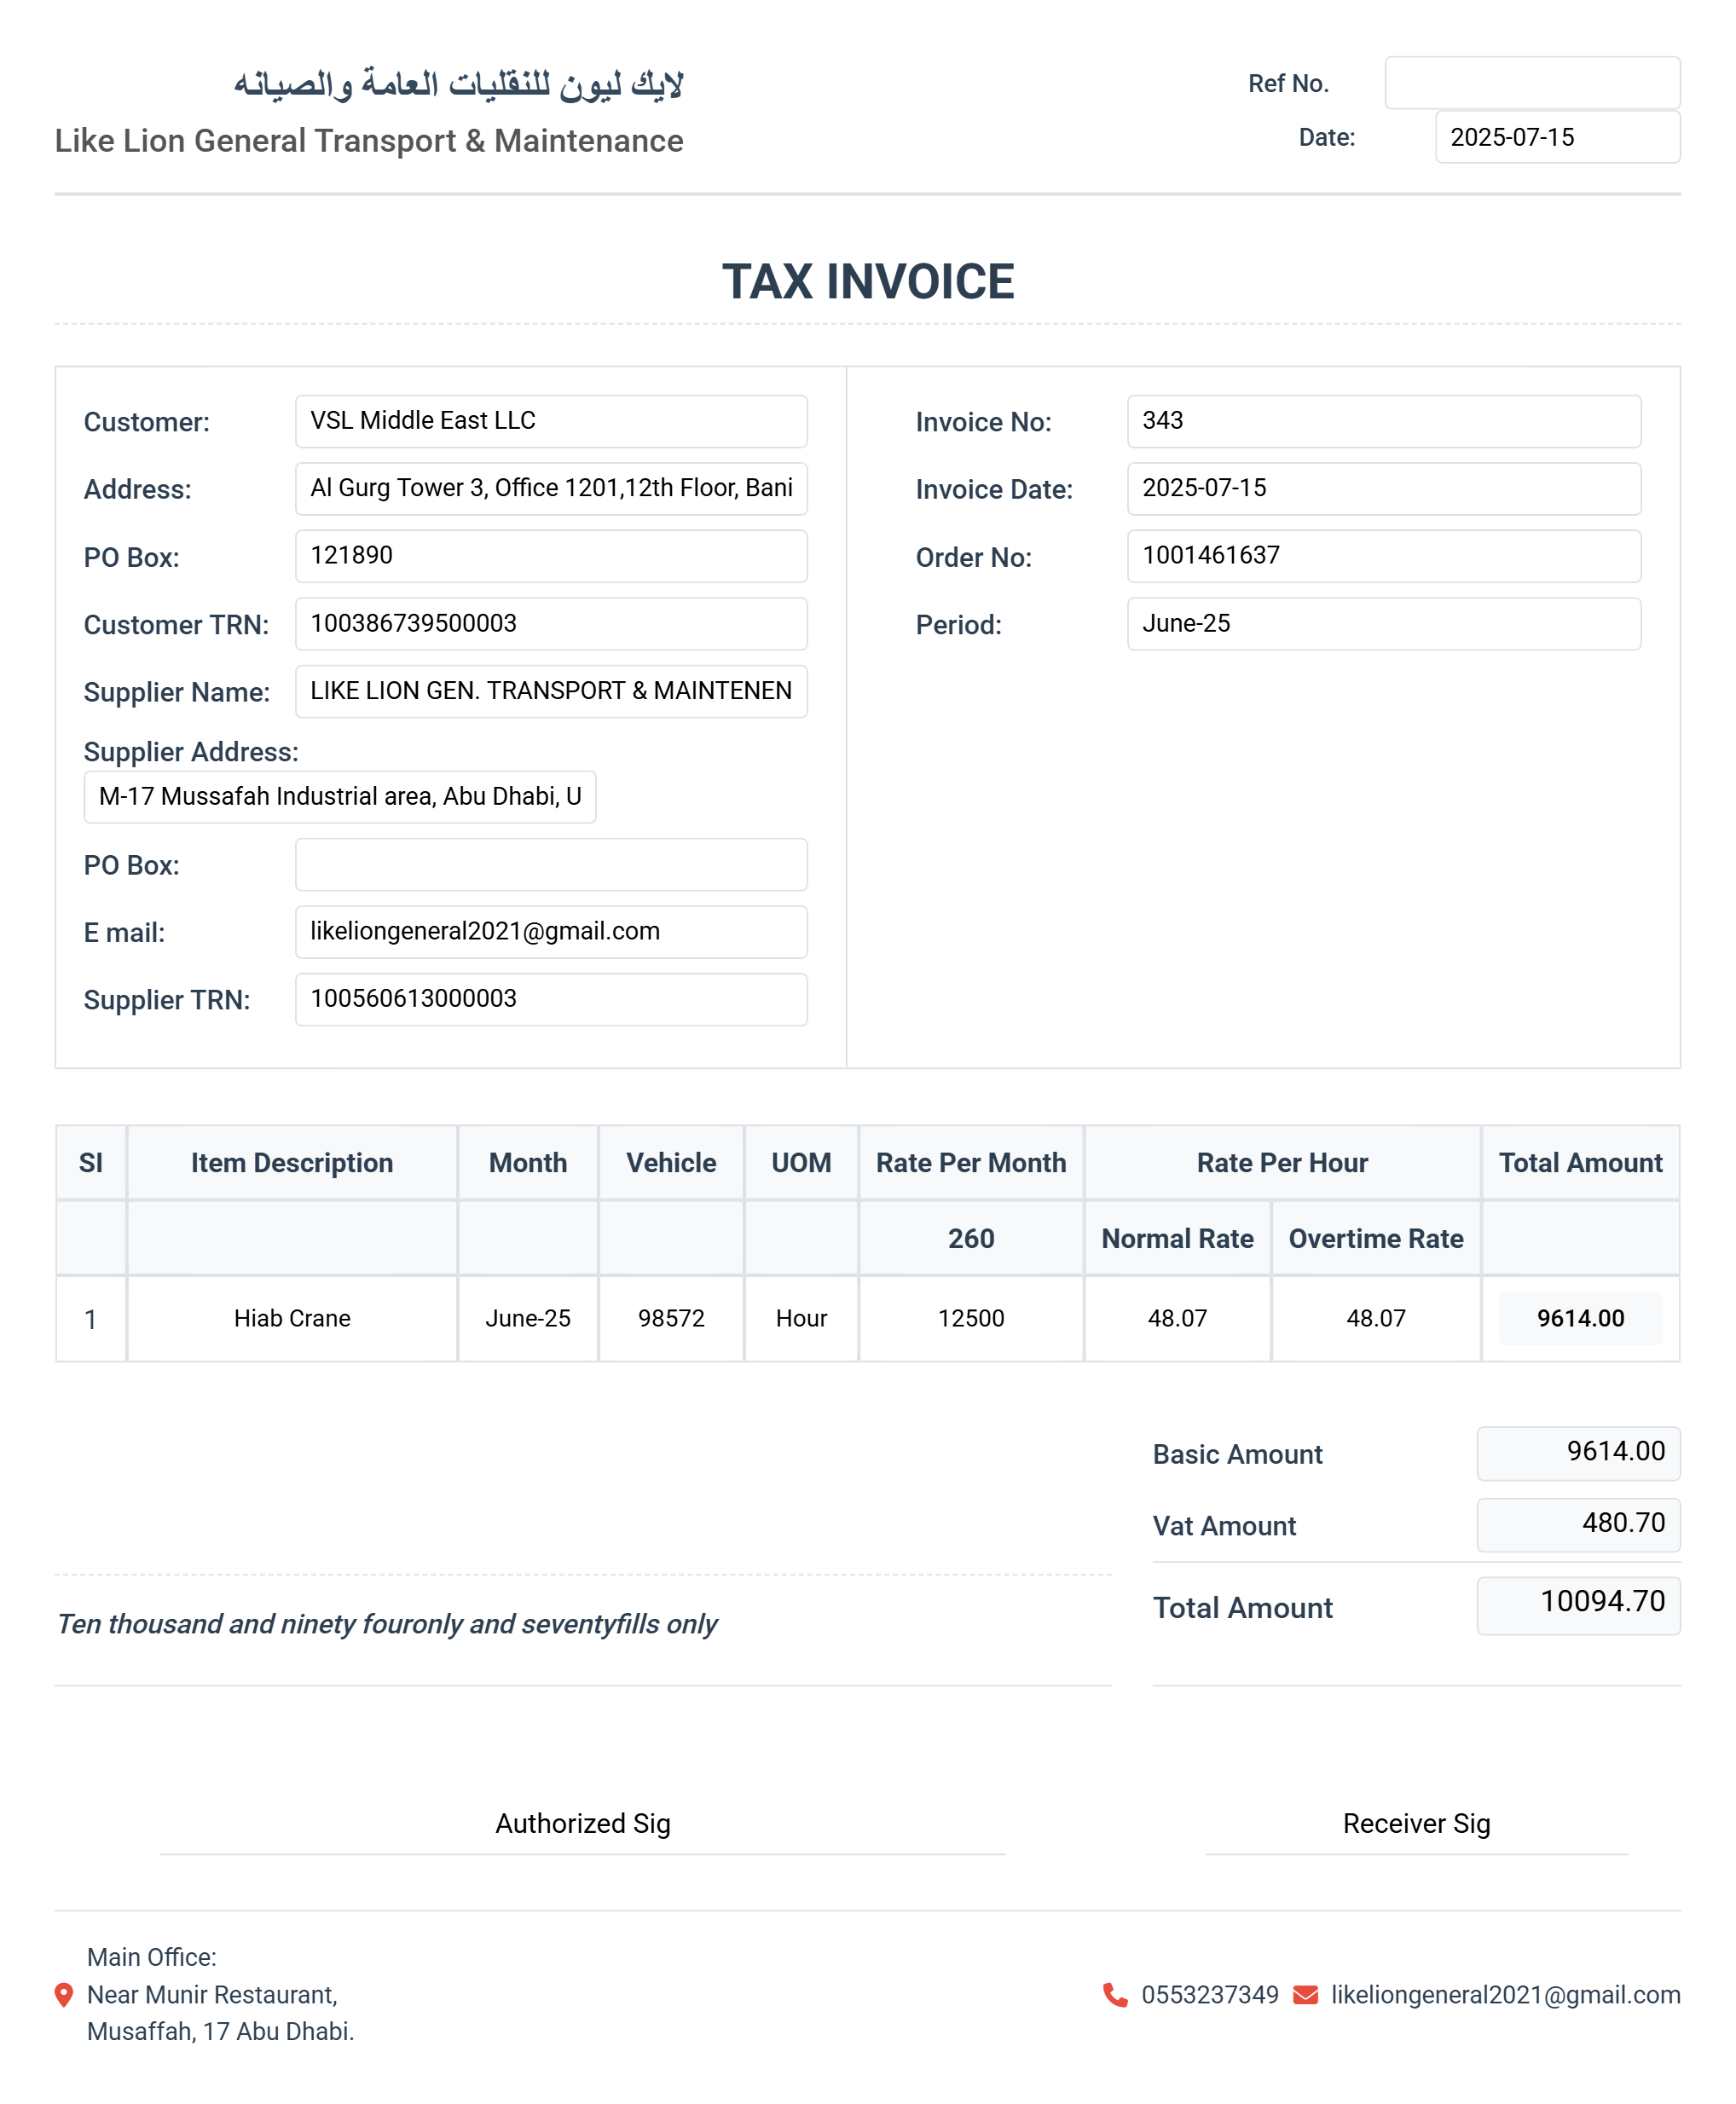 لايك ليون للنقليات العامة والصيانه
Like Lion General Transport & Maintenance
Ref No.
Date: 2025-07-15
TAX INVOICE
Customer: VSL Middle East LLC
Address: Al Gurg Tower 3, Office 1201,12th Floor, Bani
PO Box: 121890
Customer TRN: 100386739500003
Supplier Name: LIKE LION GEN. TRANSPORT & MAINTENEN
Supplier Address:
M-17 Mussafah Industrial area, Abu Dhabi, U
PO Box:
E mail: likeliongeneral2021@gmail.com
Supplier TRN: 100560613000003
Invoice No: 343
Invoice Date: 2025-07-15
Order No: 1001461637
Period: June-25
SI Item Description Month Vehicle UOM Rate Per Month Rate Per Hour Total Amount
260 Normal Rate Overtime Rate
1 Hiab Crane June-25 98572 Hour 12500 48.07 48.07 9614.00
Basic Amount 9614.00
Vat Amount 480.70
Total Amount 10094.70
Ten thousand and ninety fouronly and seventyfills only
Authorized Sig
Receiver Sig
Main Office:
Near Munir Restaurant,
Musaffah, 17 Abu Dhabi.
0553237349 likeliongeneral2021@gmail.com